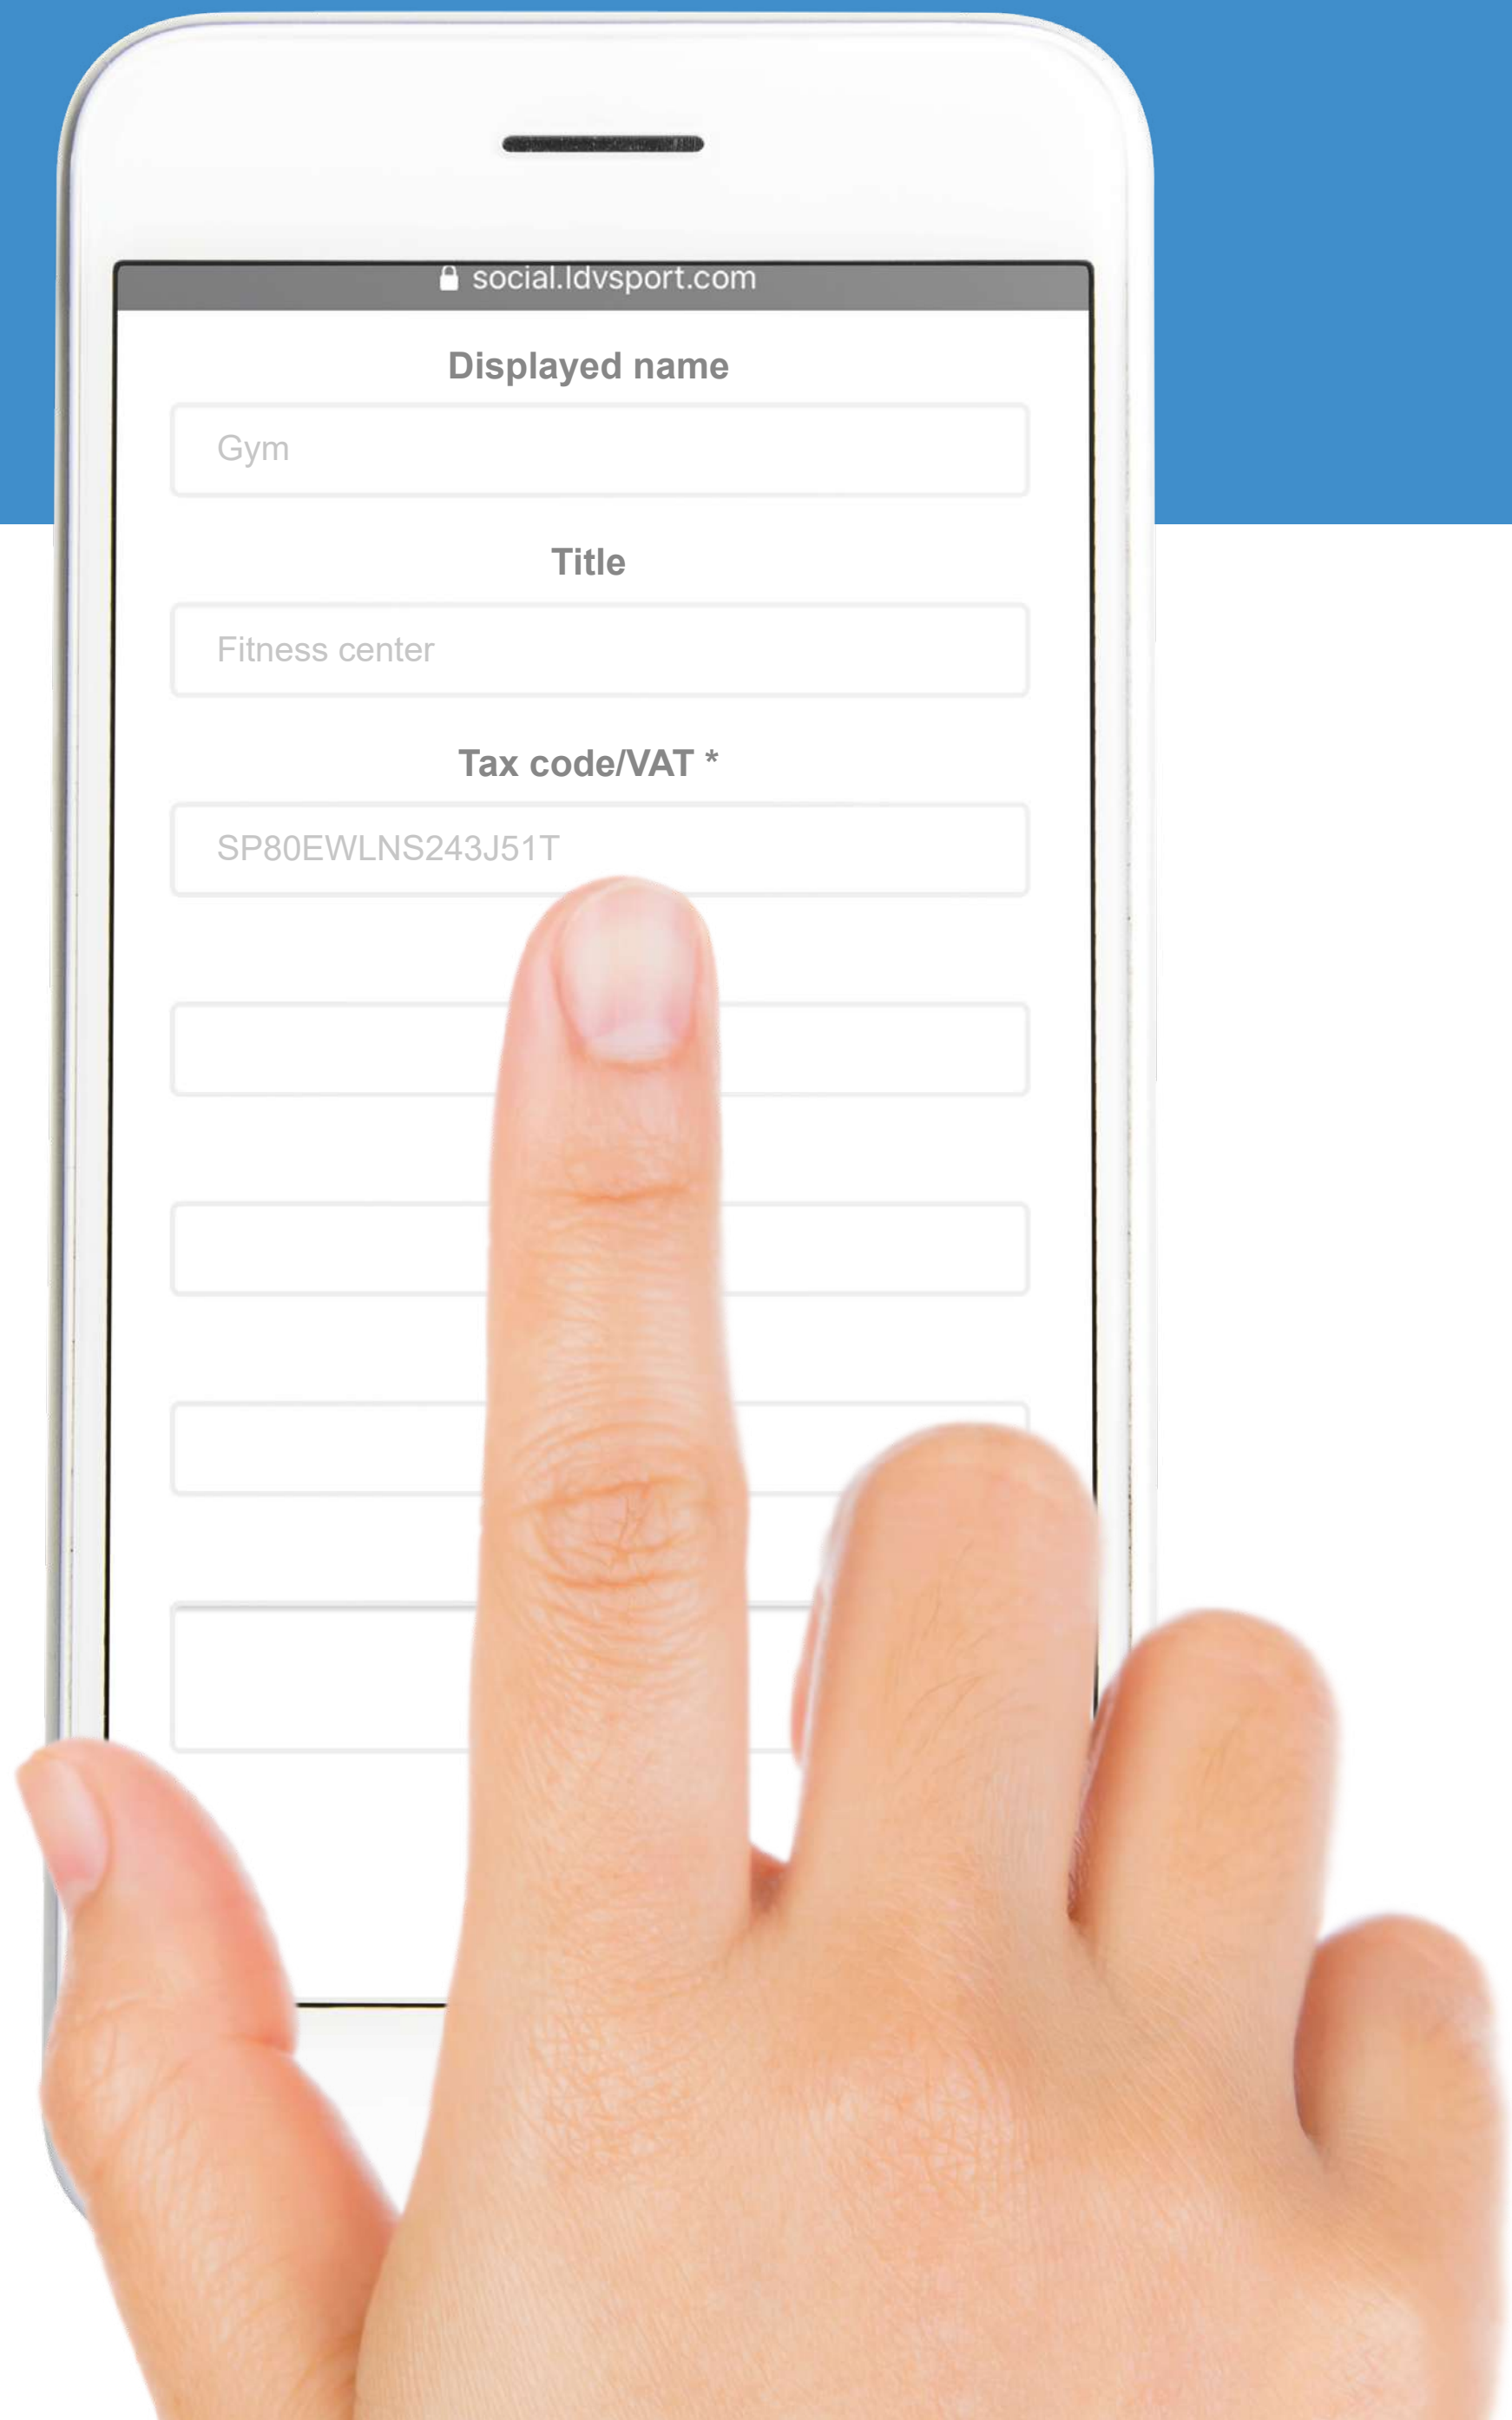 social.ldvsport.com
Displayed name
Gym
Title
Fitness center
Tax code/VAT *
SP80EWLNS243J51T